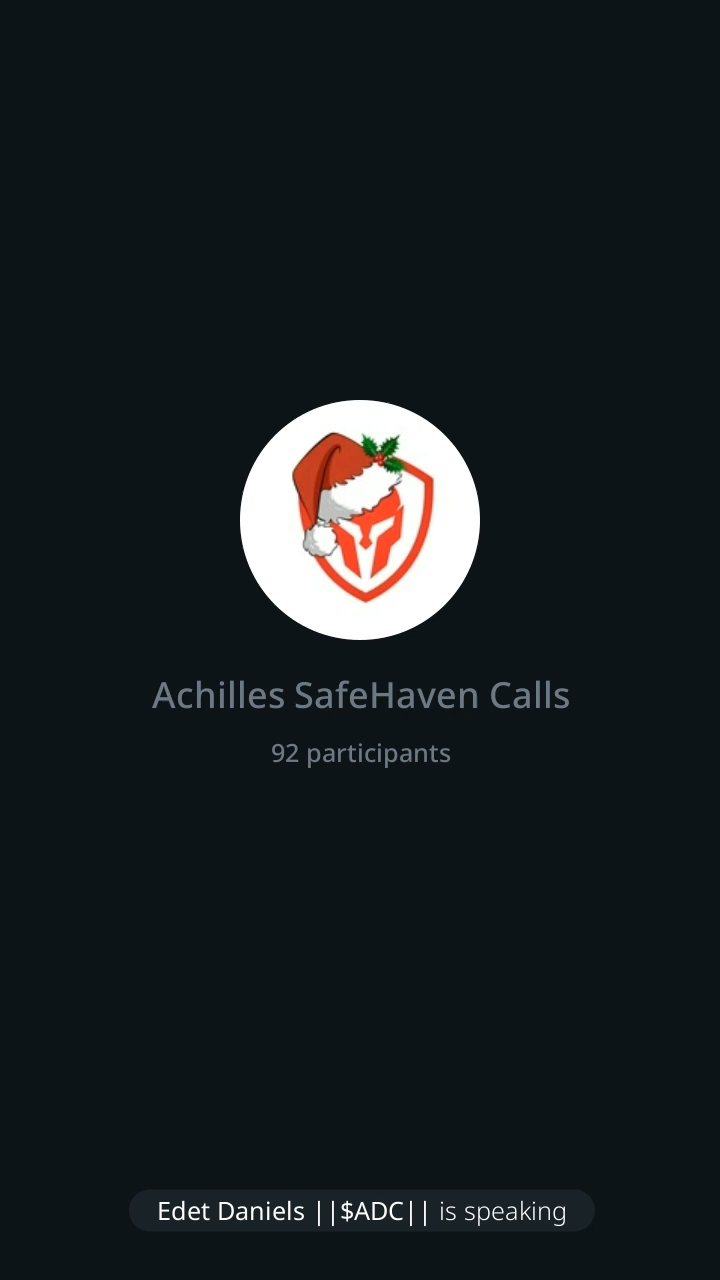 Achilles SafeHaven Calls
92 participants
Edet Daniels ||$ADC|| is speaking